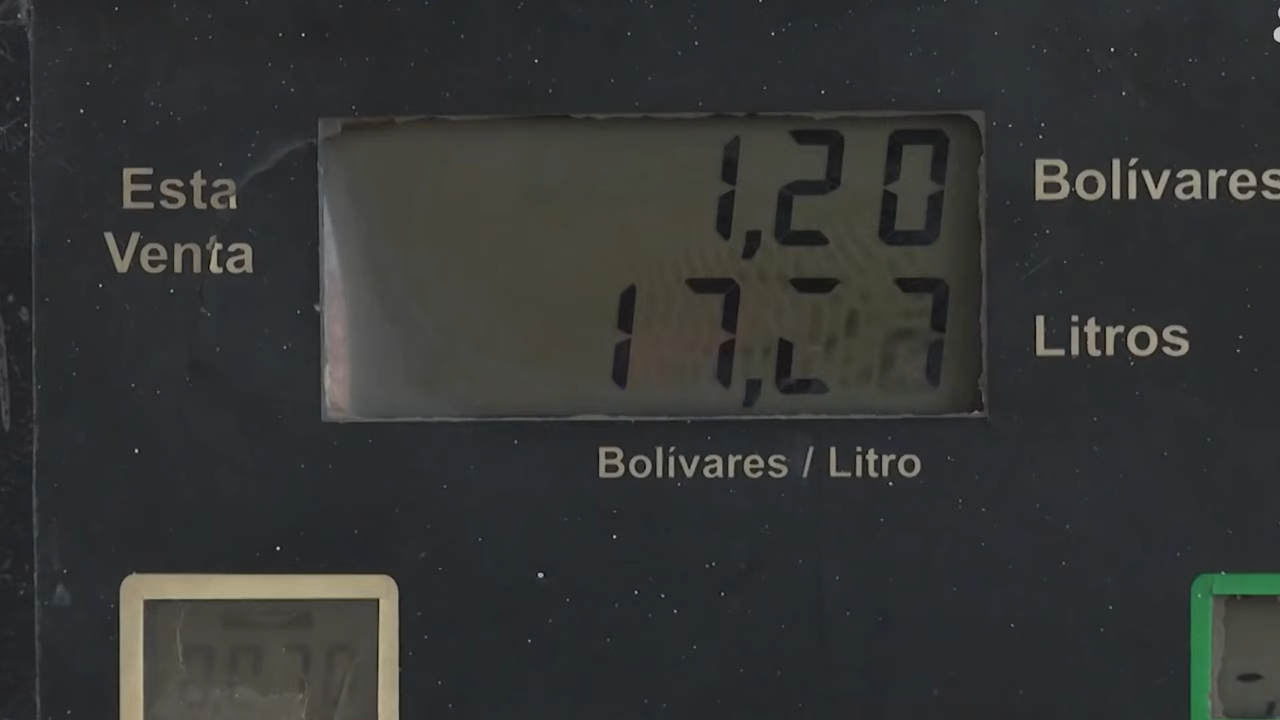 Esta
Venta
1,20
Bolívares
Litros
Bolívares / Litro